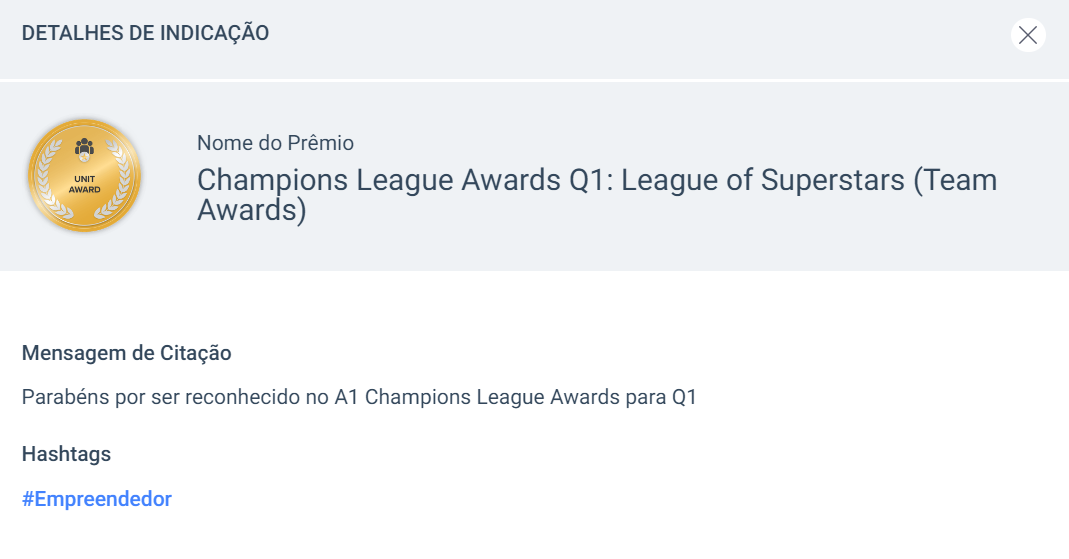 DETALHES DE INDICAÇÃO
UNIT
AWARD
Nome do Prêmio
Champions League Awards Q1: League of Superstars (Team
Awards)
Mensagem de Citação
Parabéns por ser reconhecido no A1 Champions League Awards para Q1
Hashtags
#Empreendedor